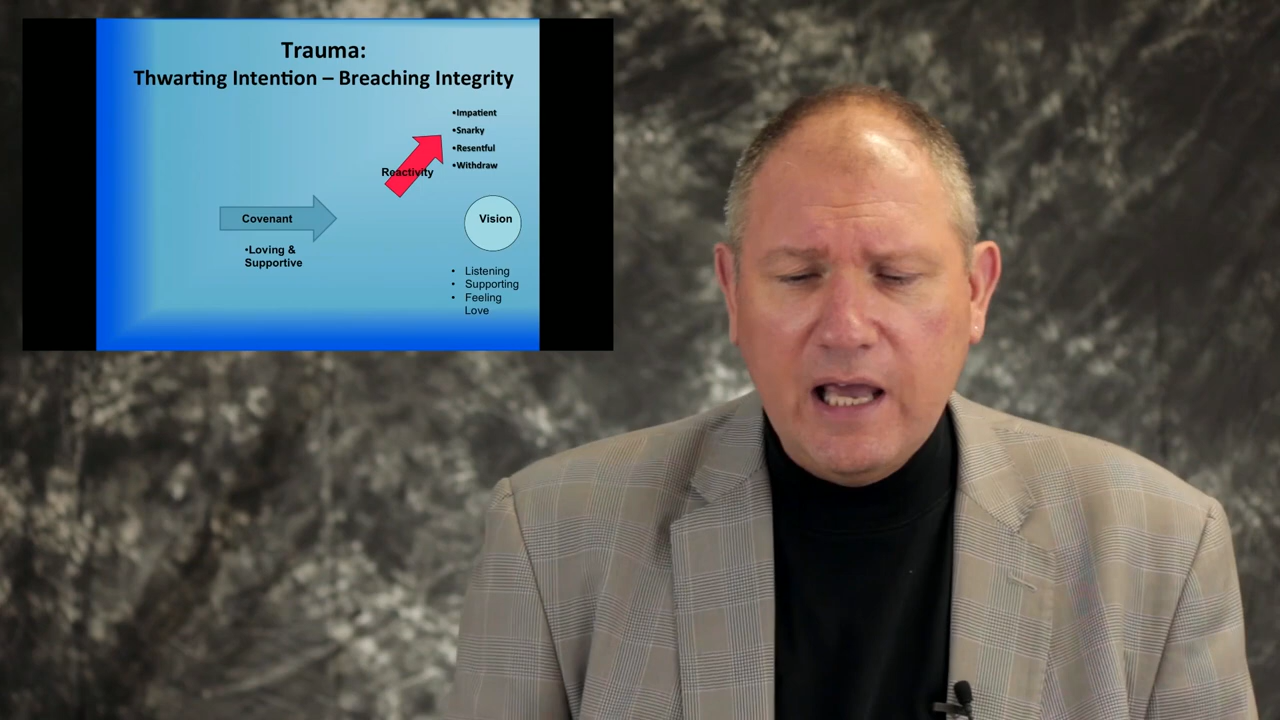 Trauma:
Thwarting Intention – Breaching Integrity
•Impatient
•Snarky
•Resentful
•Withdraw
Reactivity
Covenant
Vision
•Loving &
Supportive
• Listening
• Supporting
• Feeling
Love